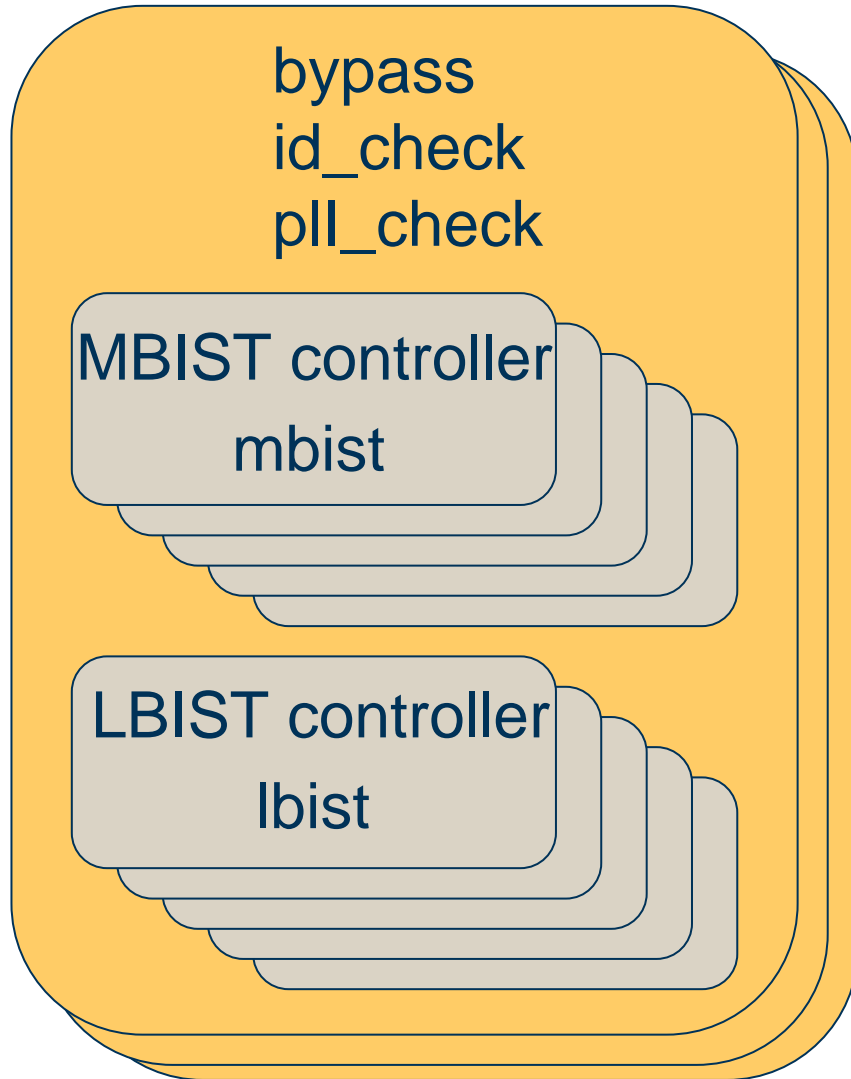 bypass
id_check
pll_check
MBIST controller
mbist
LBIST controller
lbist